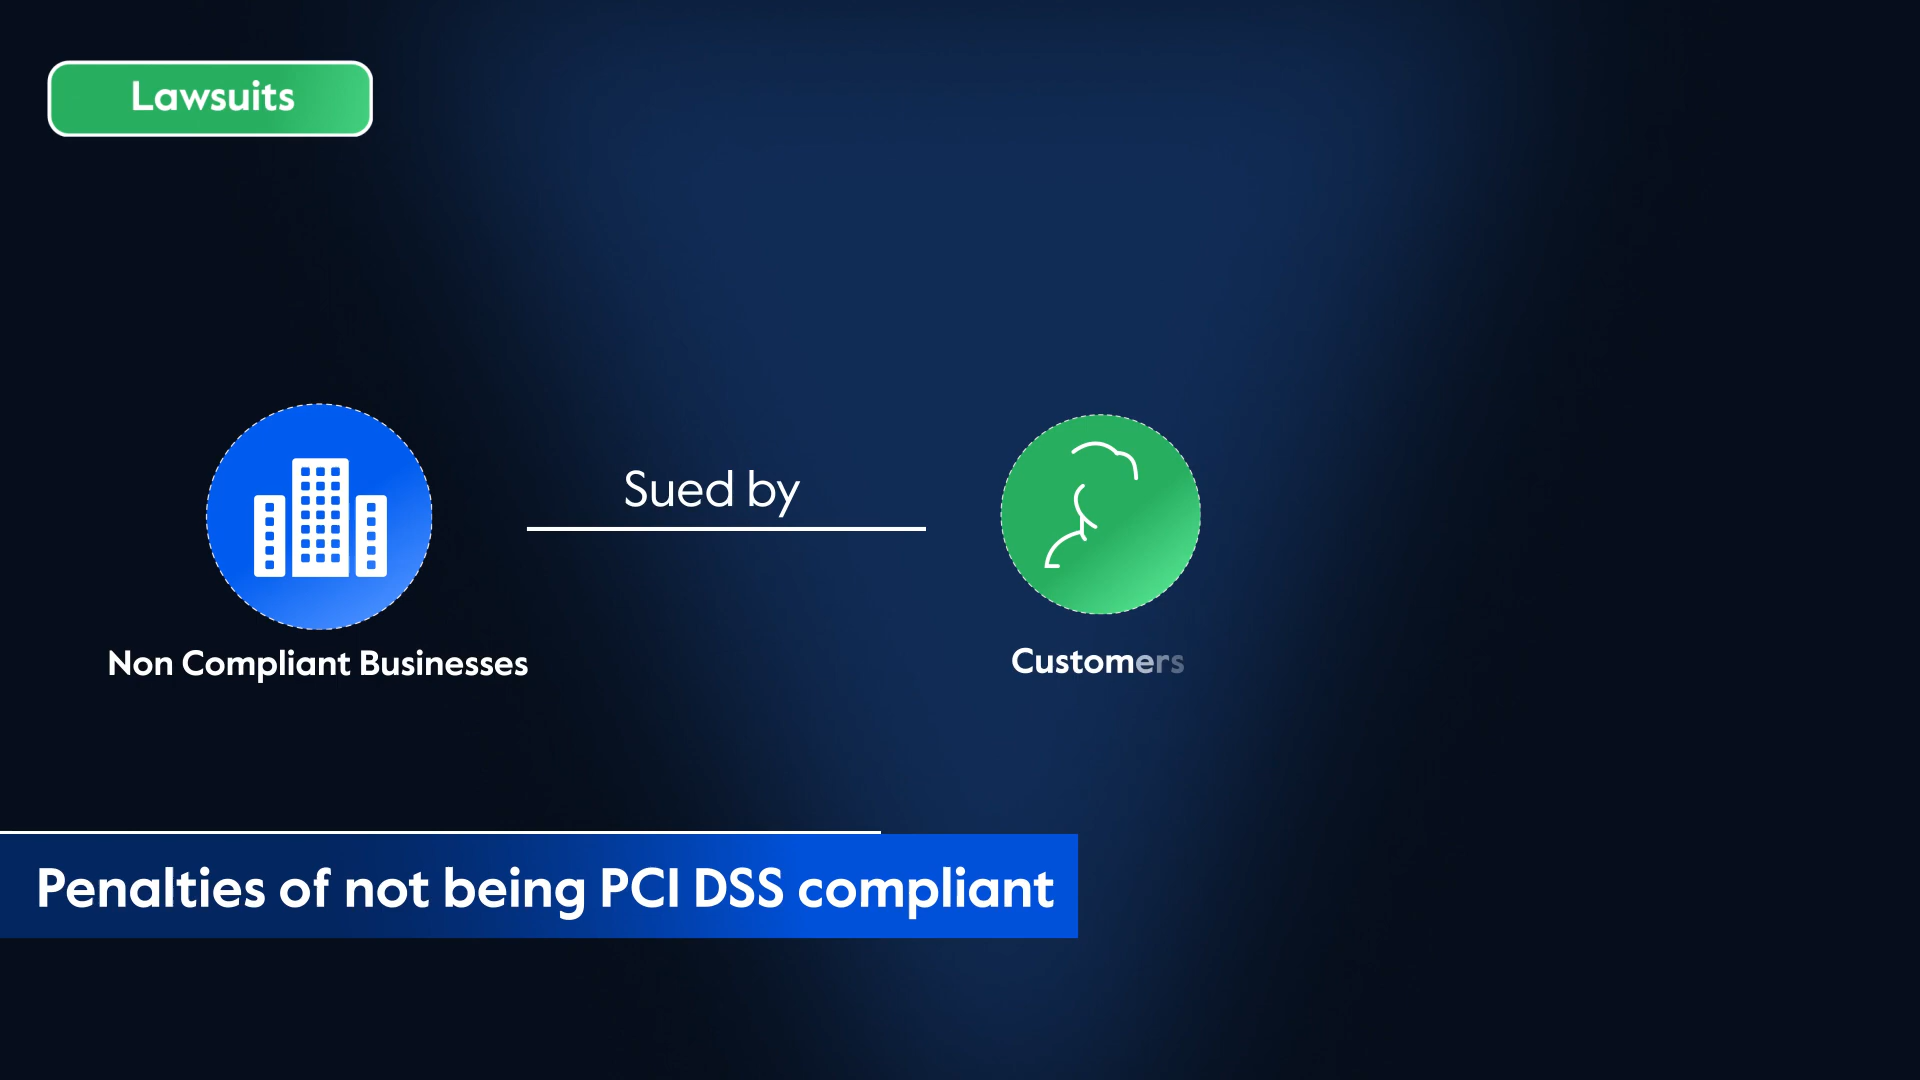 Lawsuits
Sued by
Non Compliant Businesses
Customers
Penalties of not being PCI DSS compliant